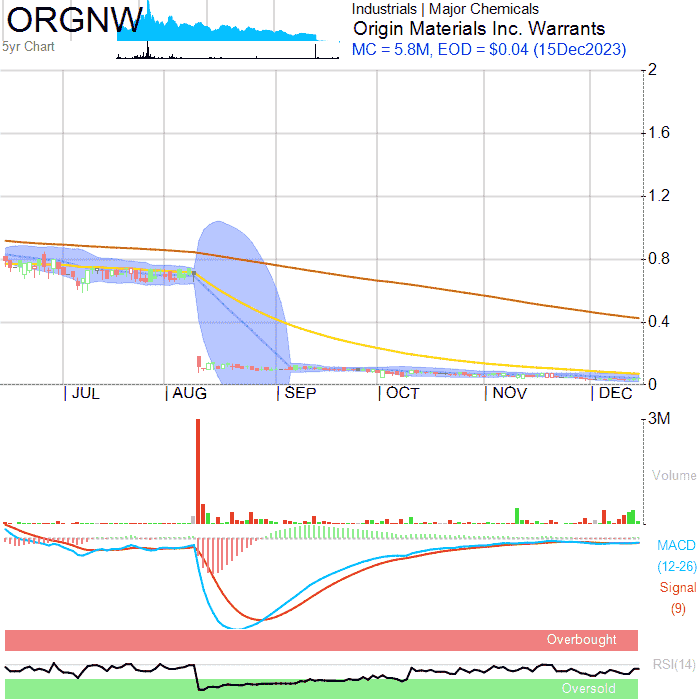 ORGNW
5yr Chart
Industrials | Major Chemicals
Origin Materials Inc. Warrants
MC = 5.8M, EOD = $0.04 (15Dec2023)
2
1.6
1.2
0.8
0.4
0
JUL
AUG
SEP
OCT
NOV
DEC
3M
Volume
MACD
(12-26)
Signal
(9)
Overbought
RSI(14)
Oversold